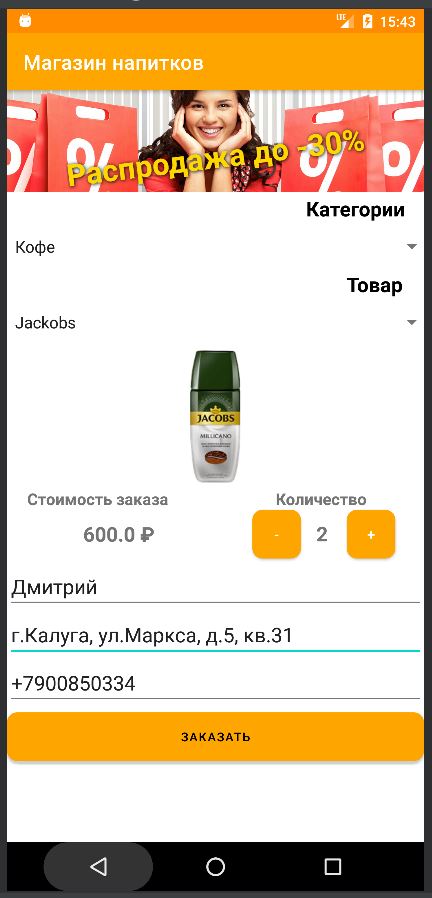 LTE 15:43
Магазин напитков
Распродажа до -30%
Категории
Кофе
Товар
Jackobs
JACOBS
MILLICANO
Стоимость заказа
Количество
600.0 ₽
- 2 +
Дмитрий
г.Калуга, ул.Маркса, д.5, кв.31
+7900850334
ЗАКАЗАТЬ